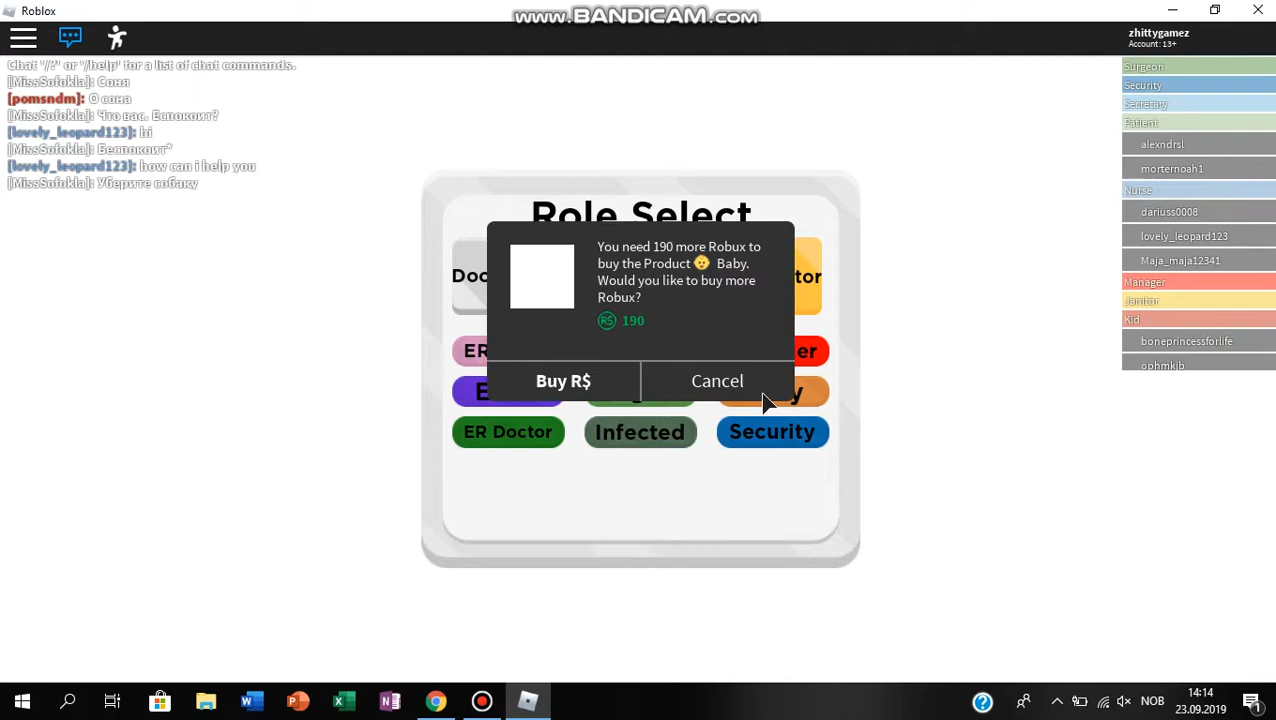 Roblox
www.BANDICAM.com
zhittygamez
Account: 13+
Chat '/?' or '/help' for a list of chat commands.
[MissSofokla]: Соня
[pomsndm]: О сона
[MissSofokla]: Что вас. Еспокоит?
[lovely_leopard123]: hi
[MissSofokla]: Беспокоит*
[lovely_leopard123]: how can i help you
[MissSofokla]: Уберите собаку
Surgeon
Security
Secretary
Patient
alexndrsl
morternoah1
Nurse
dariuss0008
lovely_leopard123
Maja_maja12341
Manager
Janitor
Kid
boneprincessforlife
ophmkjb
Role Select
You need 190 more Robux to
buy the Product 👶 Baby.
Would you like to buy more
Robux?
R$ 190
Buy R$
Cancel
ER Doctor
Infected
Security
NOB
14:14
23.09.2019
1